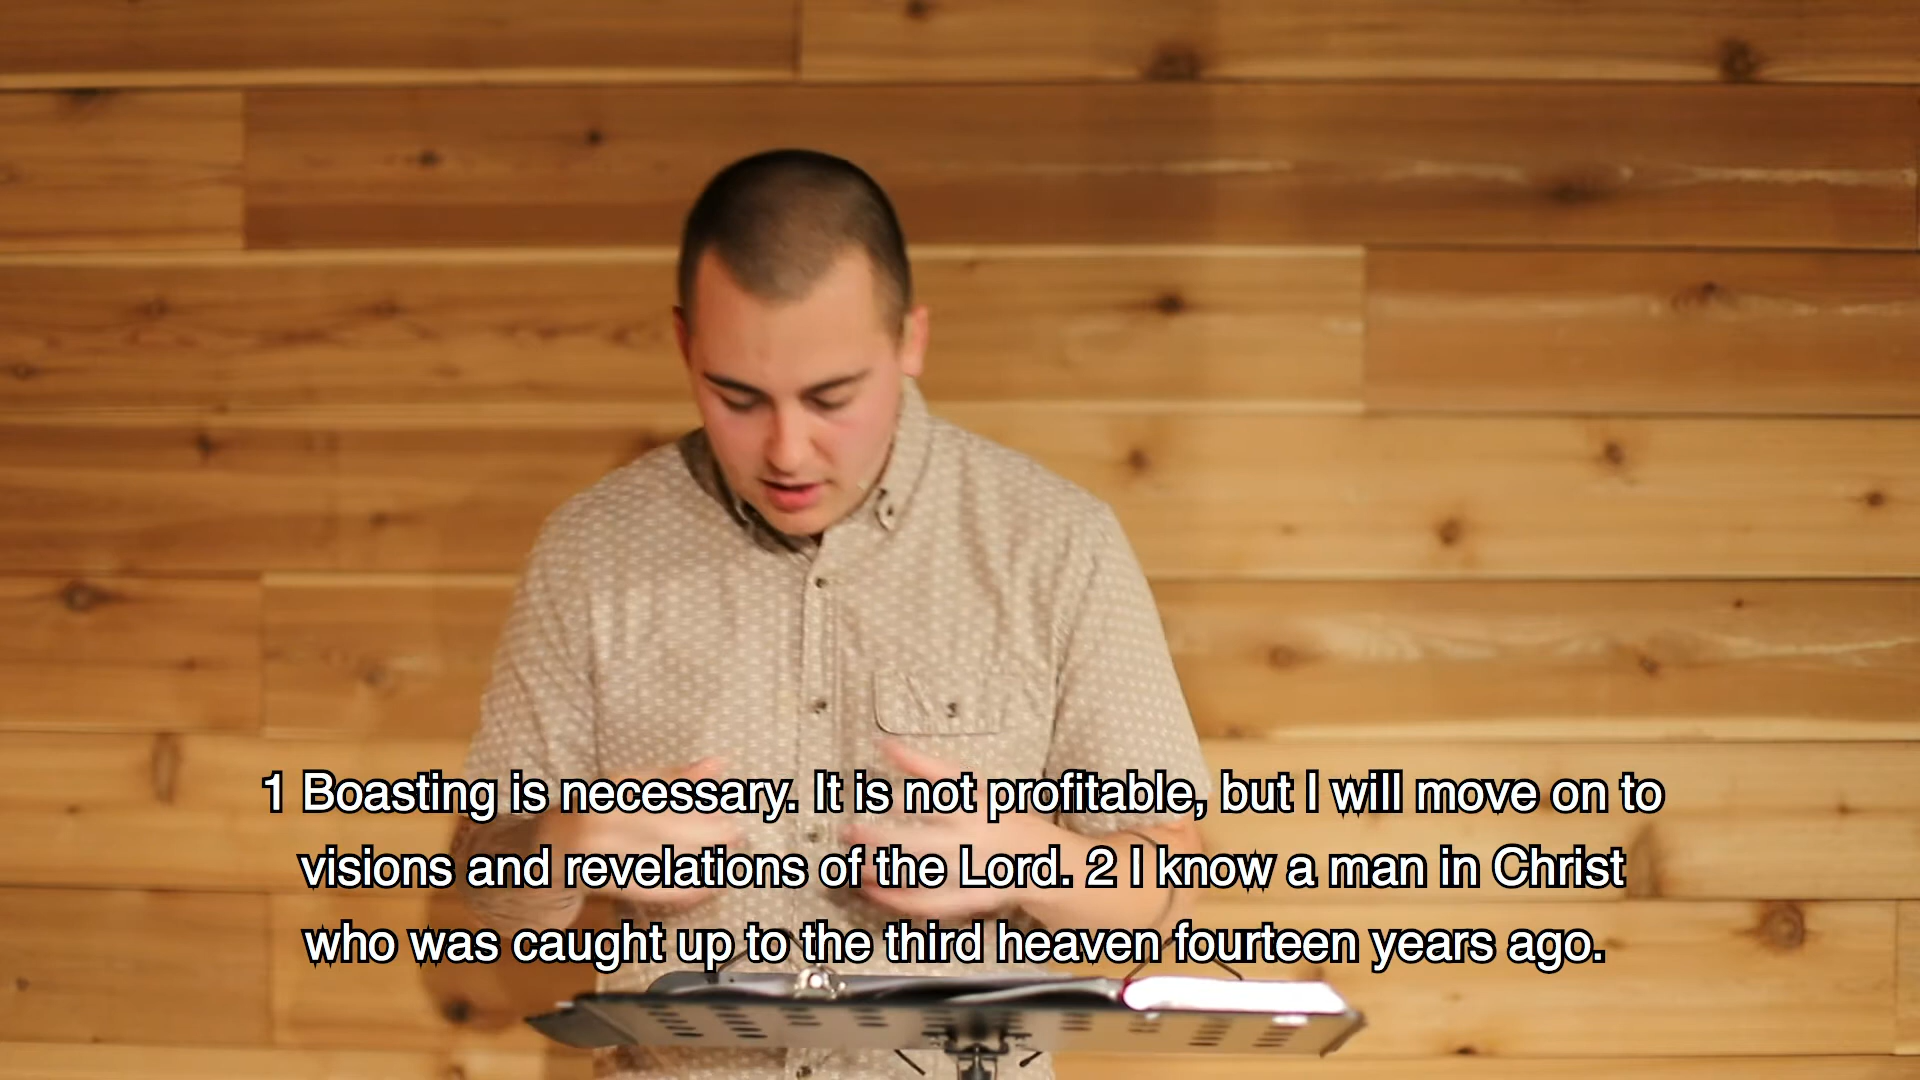 1 Boasting is necessary. It is not profitable, but I will move on to
visions and revelations of the Lord. 2 I know a man in Christ
who was caught up to the third heaven fourteen years ago.